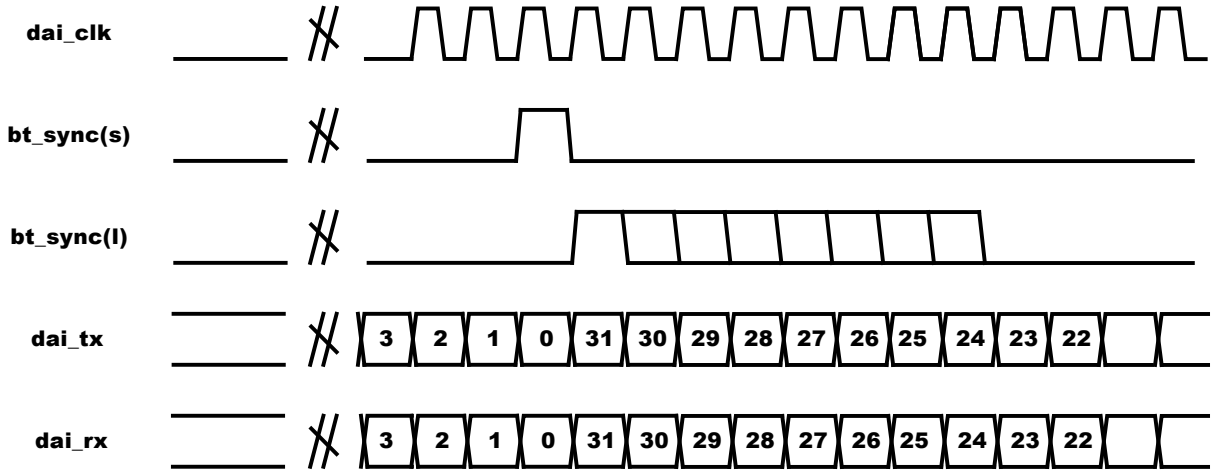 dai_clk
bt_sync(s)
bt_sync(l)
dai_tx 3 2 1 0 31 30 29 28 27 26 25 24 23 22
dai_rx 3 2 1 0 31 30 29 28 27 26 25 24 23 22